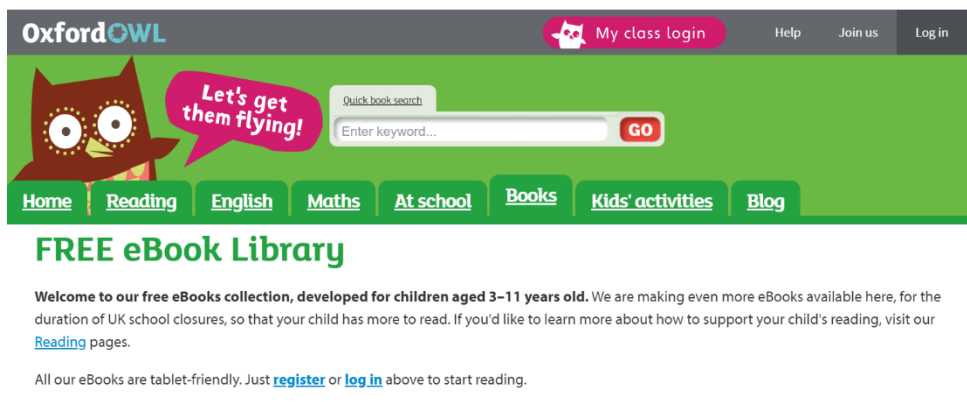 OxfordOWL
My class login
Help
Join us
Log in
Let's get
them flying!
Quick book search
Enter keyword...
GO
Home
Reading
English
Maths
At school
Books
Kids' activities
Blog
FREE eBook Library
Welcome to our free eBooks collection, developed for children aged 3–11 years old. We are making even more eBooks available here, for the
duration of UK school closures, so that your child has more to read. If you'd like to learn more about how to support your child's reading, visit our
Reading pages.
All our eBooks are tablet-friendly. Just register or log in above to start reading.